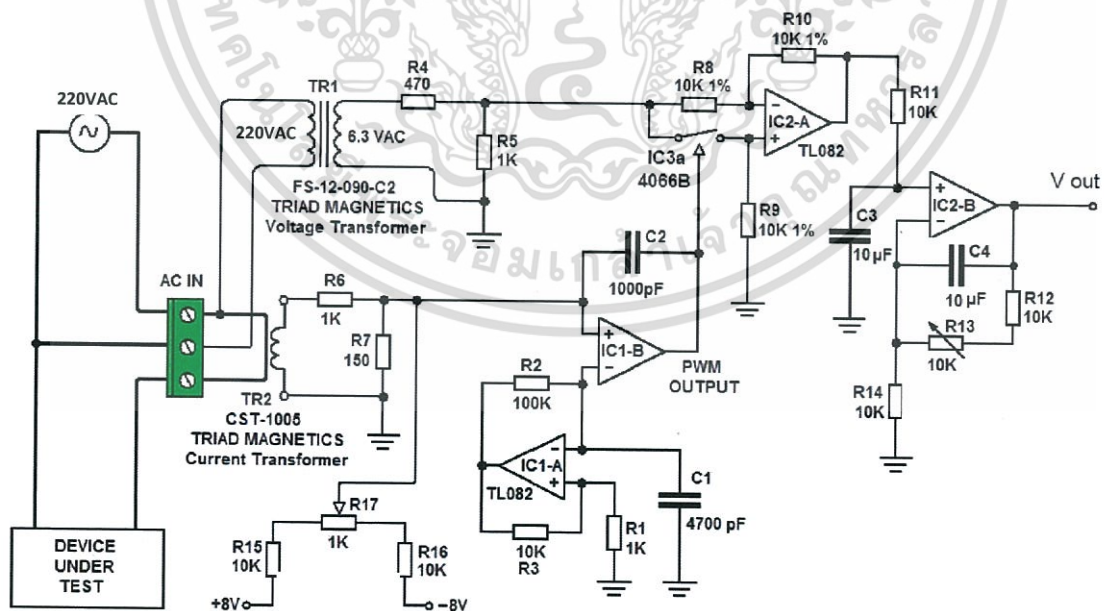 R10
10K 1%
R8
10K 1%
R4
470
TR1
220VAC
220VAC
6.3 VAC
R5
1K
IC3a
4066B
IC2-A
TL082
R11
10K
FS-12-090-C2
TRIAD MAGNETICS
Voltage Transformer
R9
10K 1%
C3
10µF
IC2-B
V out
C4
10 µF
R12
10K
R13
10K
R14
10K
AC IN
R6
1K
R7
150
C2
1000pF
IC1-B
PWM
OUTPUT
TR2
CST-1005
TRIAD MAGNETICS
Current Transformer
R2
100K
IC1-A
TL082
C1
4700 pF
R1
1K
10K
R3
R17
1K
R15
10K
R16
10K
+8V
−8V
DEVICE
UNDER
TEST